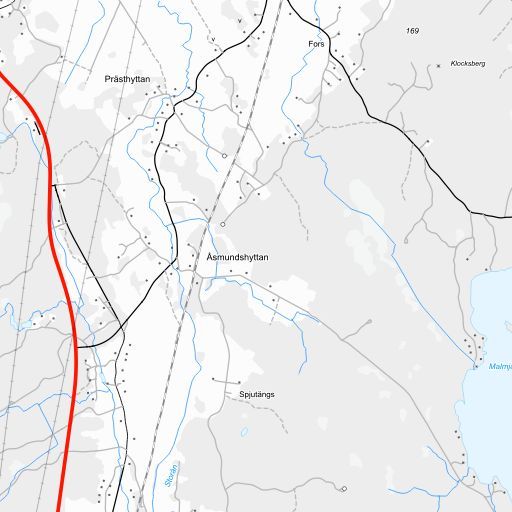 169
Fors
Klocksberg
Prästhyttan
Åsmundshyttan
Malmj
Spjutängs
Storån